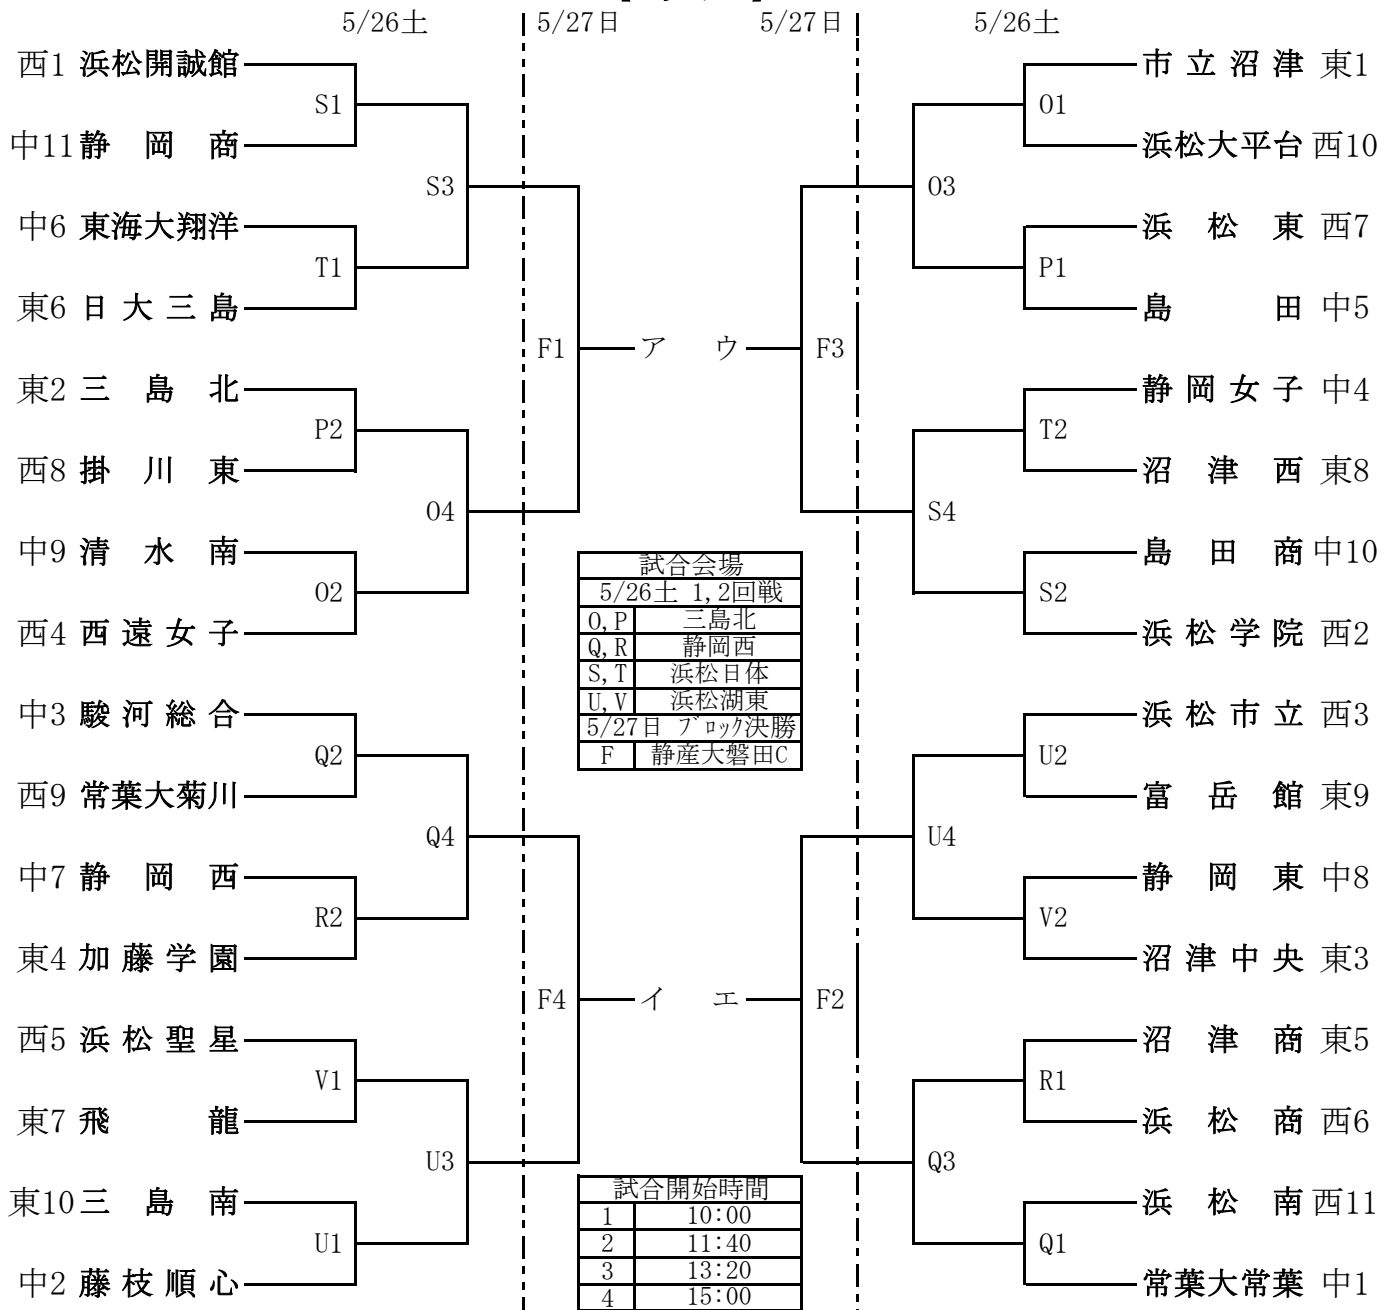 5/26土 5/27日 5/27日 5/26土
西1 浜松開誠館 市立沼津 東1
S1 O1
中11 静岡商 浜松大平台 西10
S3 O3
中6 東海大翔洋 浜松東 西7
T1 P1
東6 日大三島 島田 中5
F1 ア ウ F3
東2 三島北 静岡女子 中4
P2 T2
西8 掛川東 沼津西 東8
O4 S4
中9 清水南 島田商 中10
試合会場
5/26土 1,2回戦
O2 S2
O,P 三島北
西4 西遠女子 浜松学院 西2
Q,R 静岡西
S,T 浜松日体
U,V 浜松湖東
中3 駿河総合 浜松市立 西3
5/27日 ブロック決勝
F 静産大磐田C
Q2 U2
西9 常葉大菊川 富岳館 東9
Q4 U4
中7 静岡西 静岡東 中8
R2 V2
東4 加藤学園 沼津中央 東3
F4 イ エ F2
西5 浜松聖星 沼津商 東5
V1 R1
東7 飛龍 浜松商 西6
U3 Q3
試合開始時間
東10 三島南 浜松南 西11
1 10:00
2 11:40
U1 Q1
3 13:20
中2 藤枝順心 常葉大常葉 中1
4 15:00